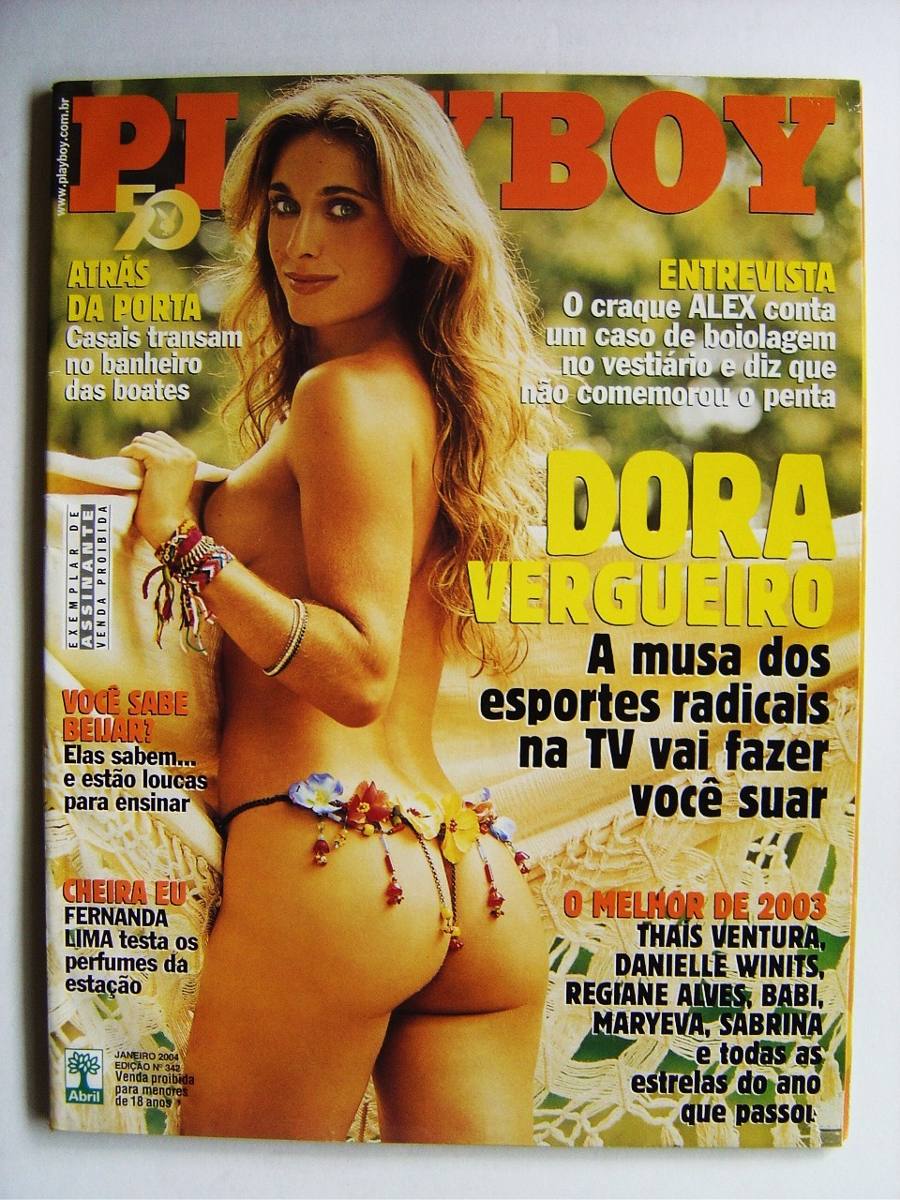 www.playboy.com.br
PLAYBOY
50
ATRÁS
DA PORTA
Casais transam
no banheiro
das boates
ENTREVISTA
O craque ALEX conta
um caso de boiolagem
no vestiário e diz que
não comemorou o penta
DORA
VERGUEIRO
A musa dos
esportes radicais
na TV vai fazer
você suar
EXEMPLAR DE
ASSINANTE
VENDA PROIBIDA
VOCÊ SABE
BEIJAR?
Elas sabem...
e estão loucas
para ensinar
CHEIRA EU
FERNANDA
LIMA testa os
perfumes da
estação
O MELHOR DE 2003
THAÍS VENTURA,
DANIELLE WINITS,
REGIANE ALVES, BABI,
MARYEVA, SABRINA
e todas as
estrelas do ano
que passou
Abril
JANEIRO 2004
EDIÇÃO Nº 342
Venda proibida
para menores
de 18 anos